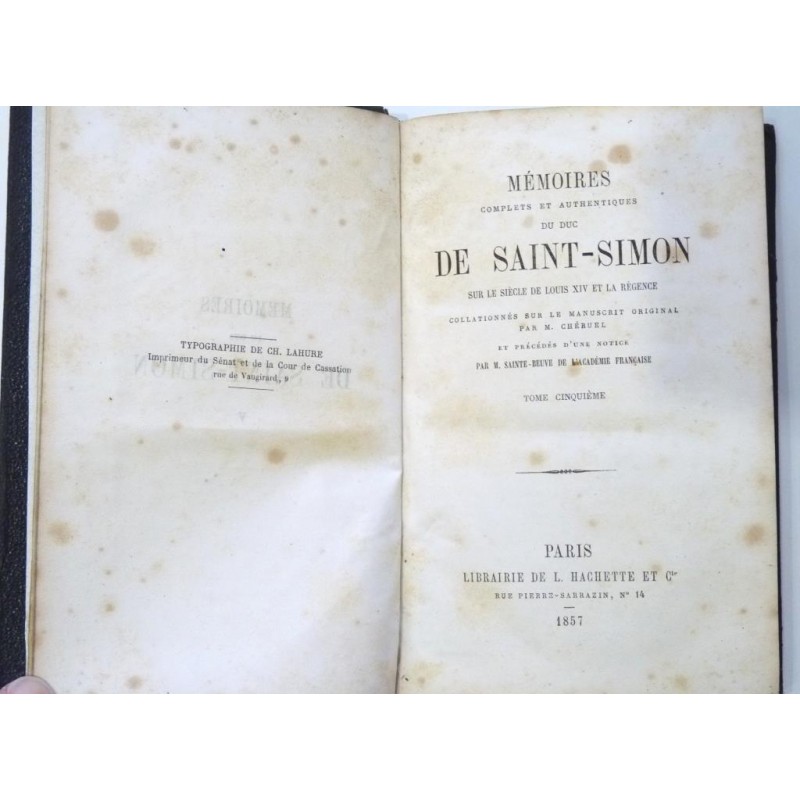 TYPOGRAPHIE DE CH. LAHURE
Imprimeur du Sénat et de la Cour de Cassation
rue de Vaugirard, 9
MÉMOIRES
COMPLETS ET AUTHENTIQUES
DU DUC
DE SAINT-SIMON
SUR LE SIÈCLE DE LOUIS XIV ET LA RÉGENCE
COLLATIONNÉS SUR LE MANUSCRIT ORIGINAL
PAR M. CHÉRUEL
ET PRÉCÉDÉS D'UNE NOTICE
PAR M. SAINTE-BEUVE DE L'ACADÉMIE FRANÇAISE
TOME CINQUIÈME
PARIS
LIBRAIRIE DE L. HACHETTE ET Cie
RUE PIERRE-SARRAZIN, Nº 14
1857